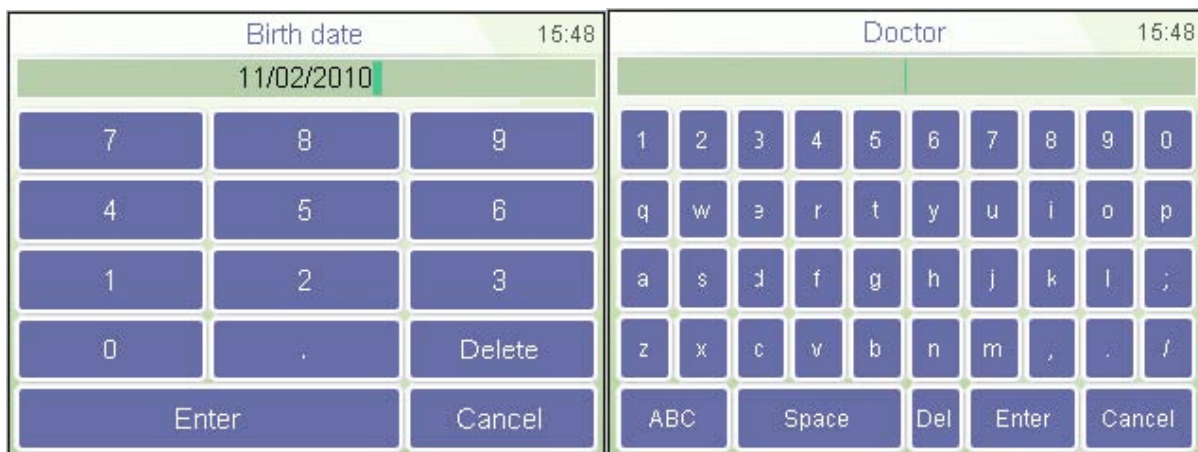 Birth date 15:48
11/02/2010
7 8 9
4 5 6
1 2 3
0 . Delete
Enter Cancel
Doctor 15:48
1 2 3 4 5 6 7 8 9 0
q w e r t y u i o p
a s d f g h j k l ;
z x c v b n m , . /
ABC Space Del Enter Cancel